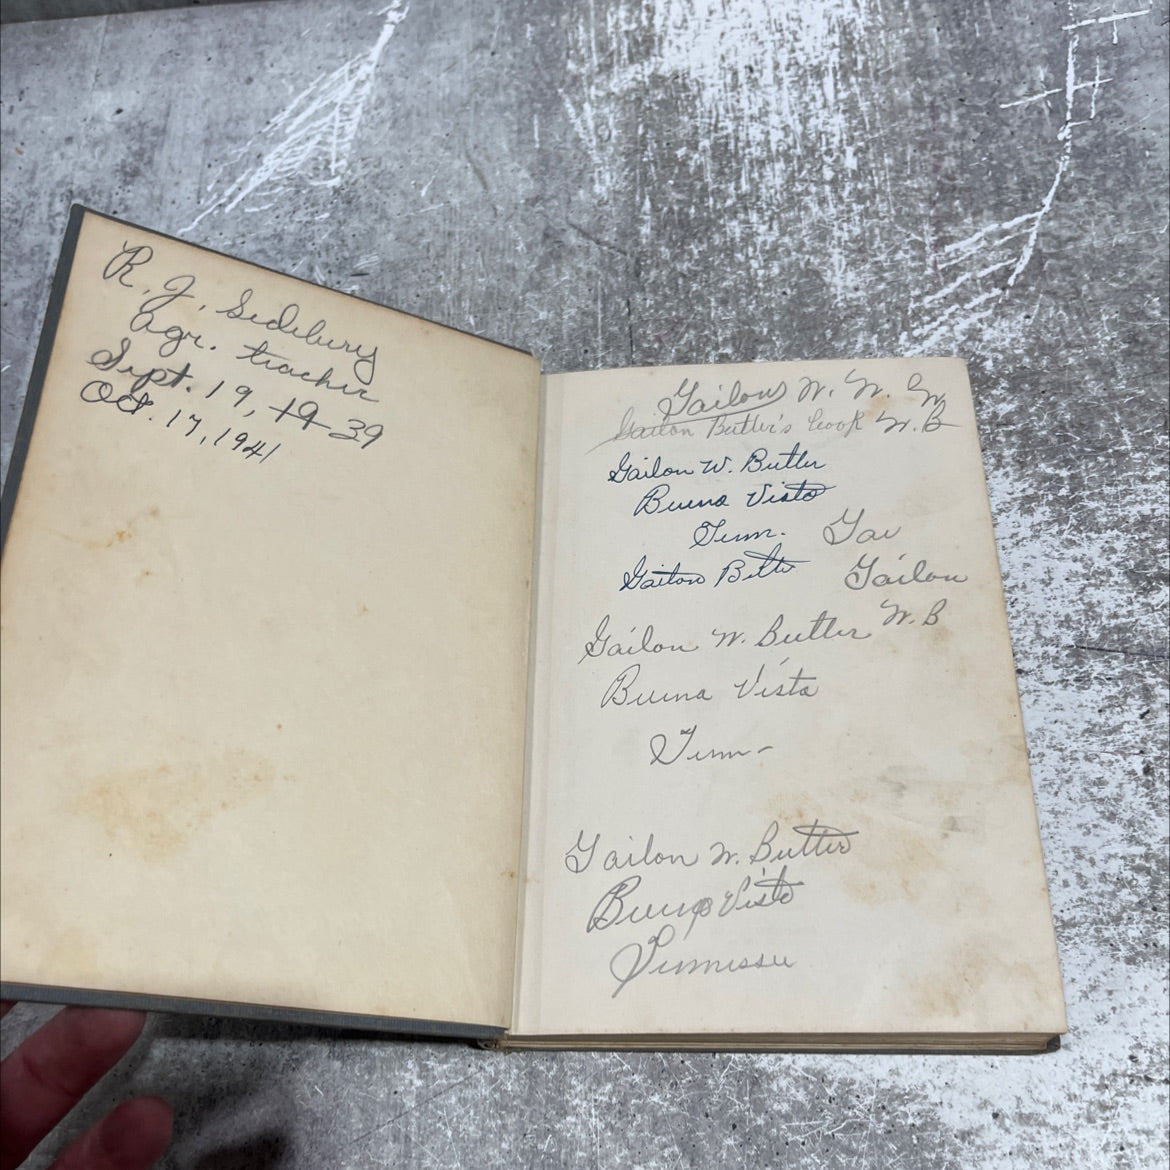 R. J. Sedebury
Agr. teacher
Sept. 19, 1939
Oct. 17, 1941
Gailon W. W. W
Gailon Butler's book W.B
Gailon W. Butler
Buena Vista
Tenn. Gai
Gailon Butler Gailon
Gailon W. Butler W.B
Buena Vista
Tenn-
Gailon W. Butler
Buena Vista
Tennessee